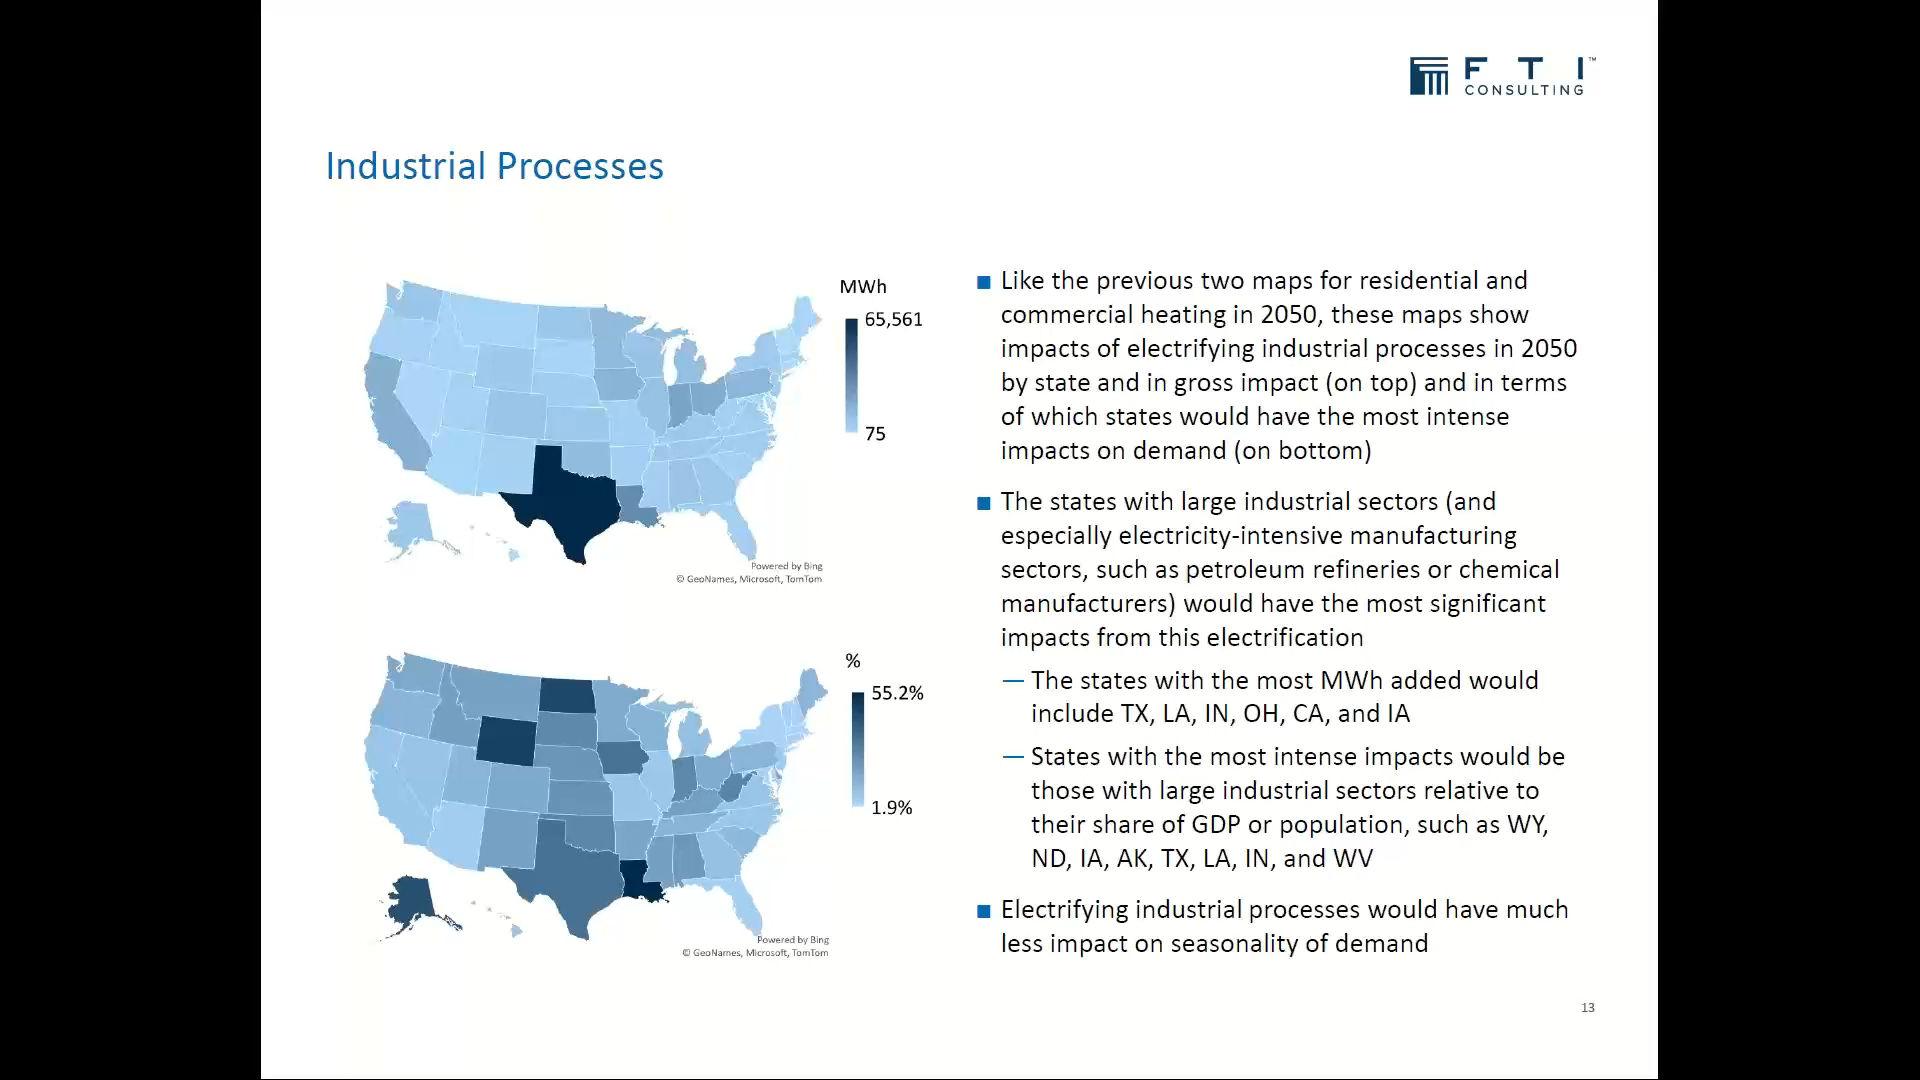 F T I ™
CONSULTING
Industrial Processes
MWh
65,561
75
Powered by Bing
© GeoNames, Microsoft, TomTom
%
55.2%
1.9%
Powered by Bing
© GeoNames, Microsoft, TomTom
■ Like the previous two maps for residential and
commercial heating in 2050, these maps show
impacts of electrifying industrial processes in 2050
by state and in gross impact (on top) and in terms
of which states would have the most intense
impacts on demand (on bottom)
■ The states with large industrial sectors (and
especially electricity-intensive manufacturing
sectors, such as petroleum refineries or chemical
manufacturers) would have the most significant
impacts from this electrification
— The states with the most MWh added would
include TX, LA, IN, OH, CA, and IA
— States with the most intense impacts would be
those with large industrial sectors relative to
their share of GDP or population, such as WY,
ND, IA, AK, TX, LA, IN, and WV
■ Electrifying industrial processes would have much
less impact on seasonality of demand
13